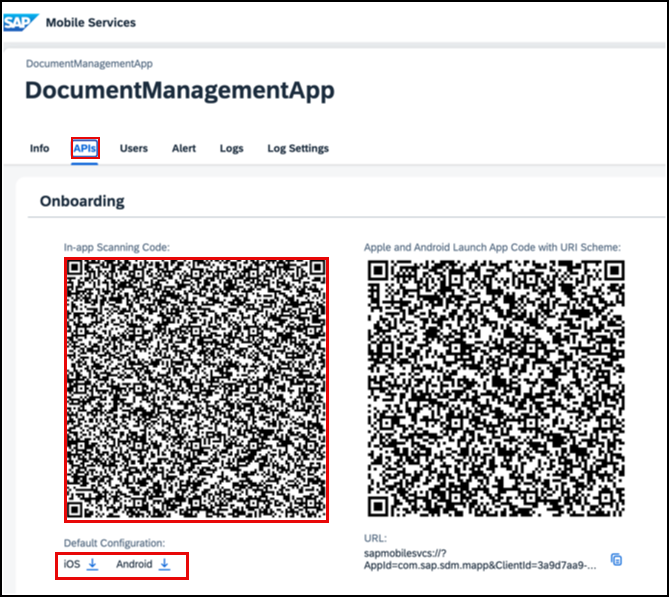 SAP Mobile Services
DocumentManagementApp
DocumentManagementApp
Info APIs Users Alert Logs Log Settings
Onboarding
In-app Scanning Code:
Apple and Android Launch App Code with URI Scheme:
Default Configuration:
iOS Android
URL:
sapmobilesvcs://?
AppId=com.sap.sdm.mapp&ClientId=3a9d7aa9-...